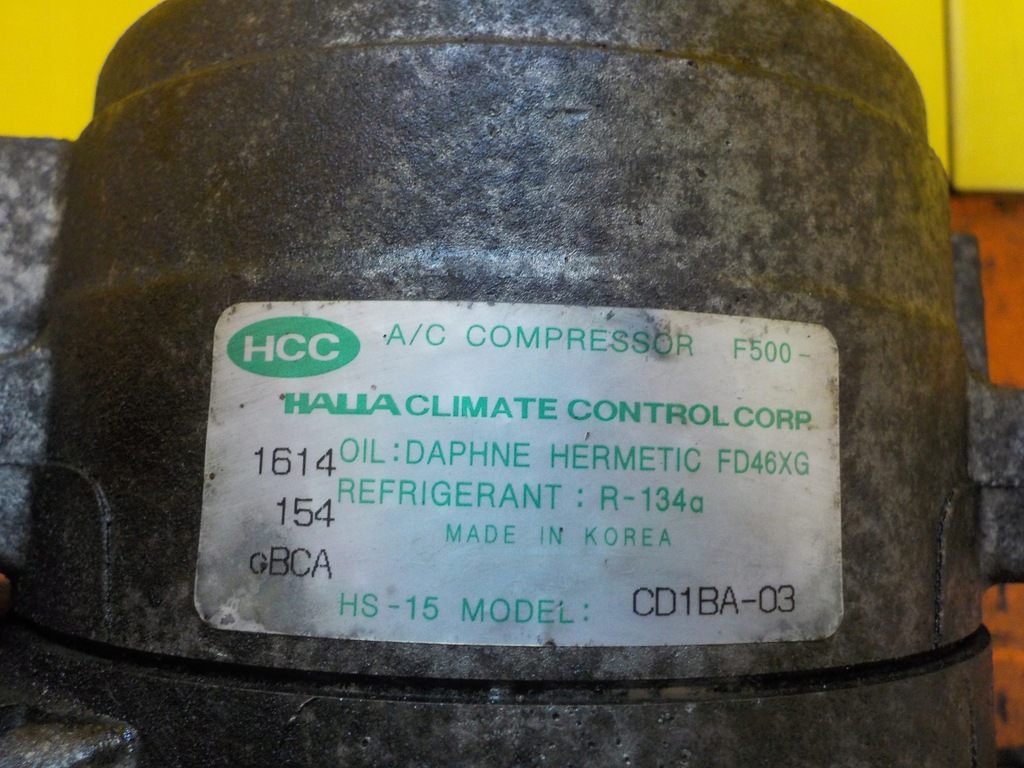 HCC A/C COMPRESSOR F500-
HALLA CLIMATE CONTROL CORP.
1614 OIL:DAPHNE HERMETIC FD46XG
154 REFRIGERANT : R-134a
MADE IN KOREA
GBCA
HS-15 MODEL: CD1BA-03